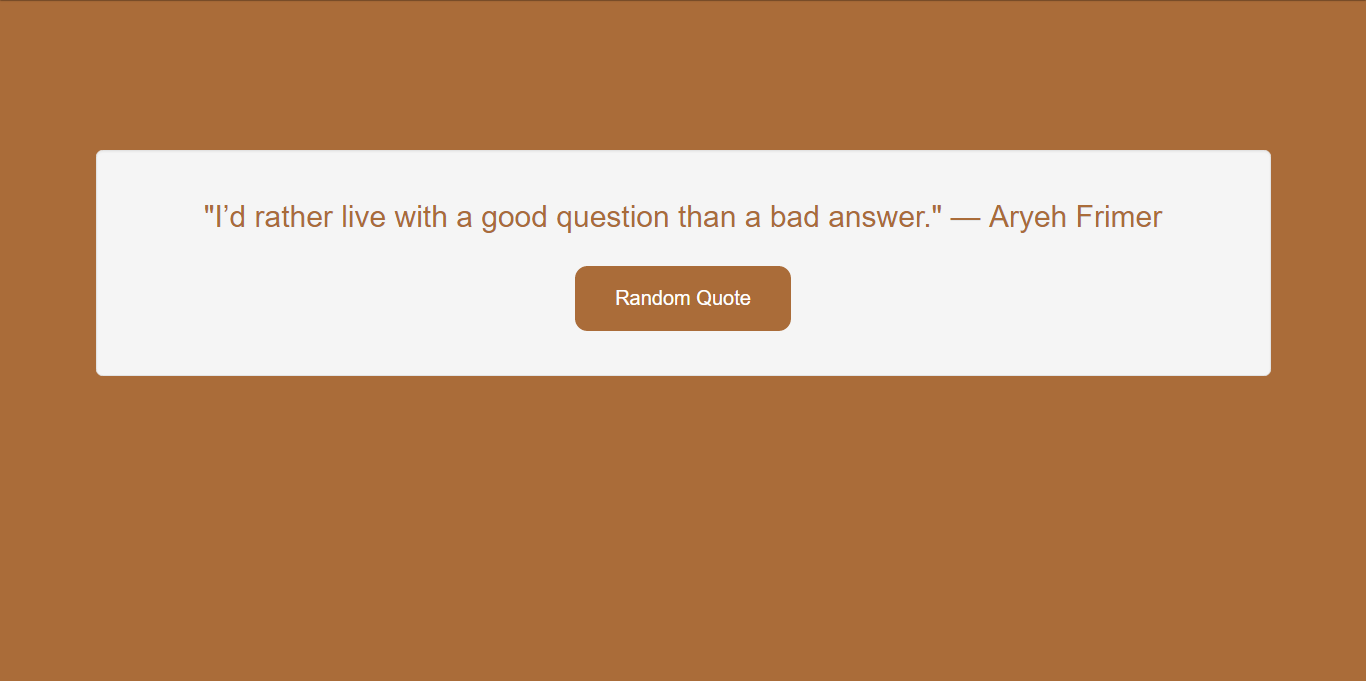 "I’d rather live with a good question than a bad answer." — Aryeh Frimer
Random Quote